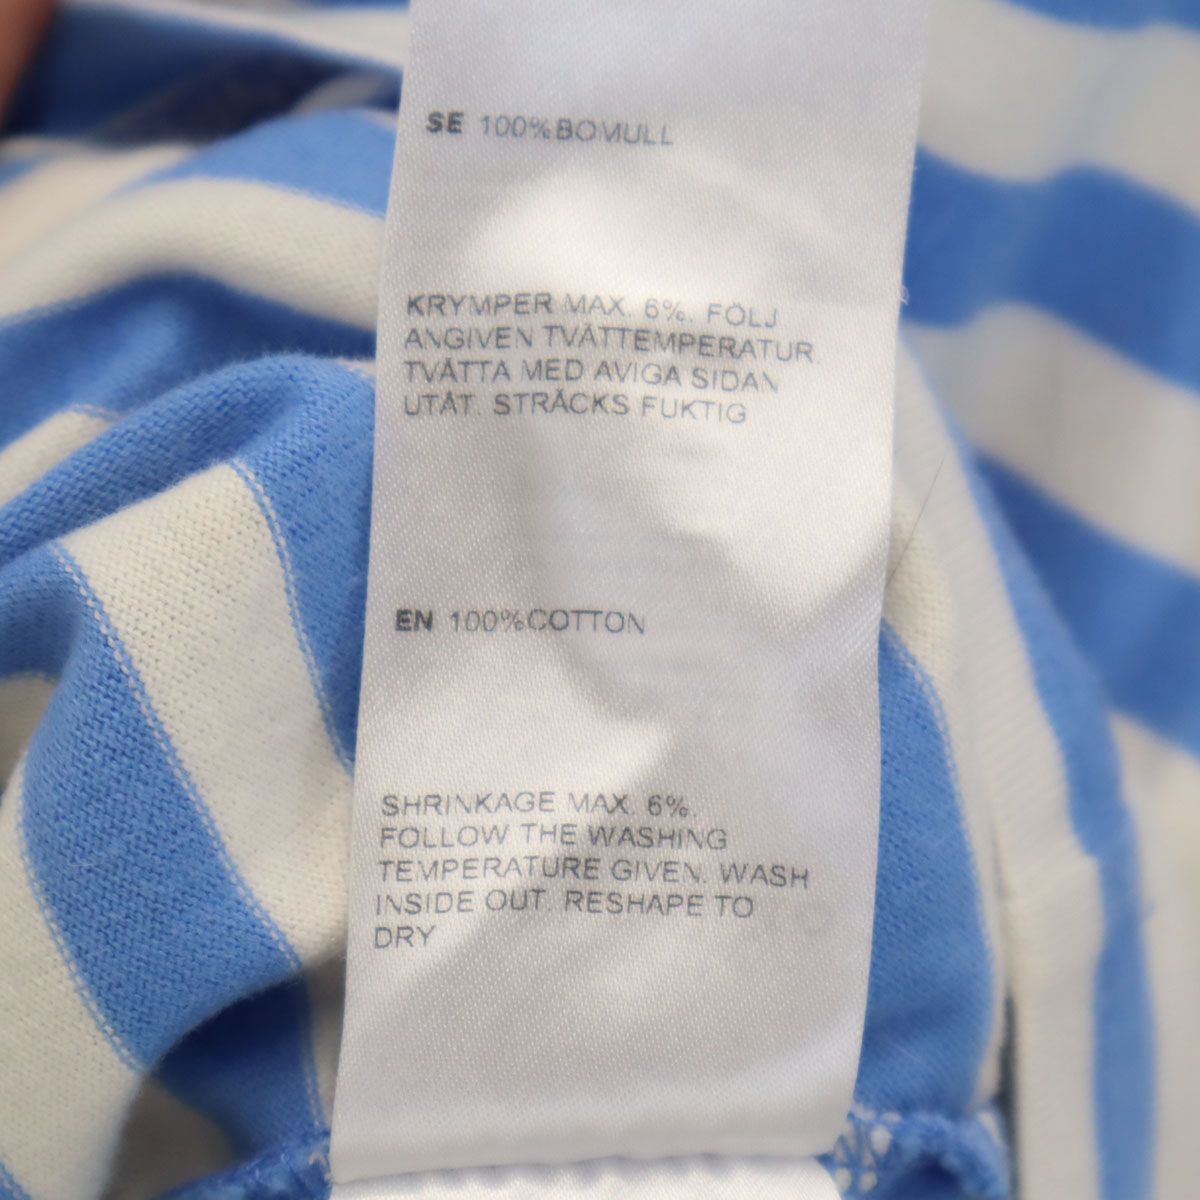 SE 100%BOMULL
KRYMPER MAX. 6%. FÖLJ
ANGIVEN TVÄTTEMPERATUR
TVÄTTA MED AVIGA SIDAN
UTÅT. STRÄCKS FUKTIG
EN 100%COTTON
SHRINKAGE MAX. 6%.
FOLLOW THE WASHING
TEMPERATURE GIVEN. WASH
INSIDE OUT. RESHAPE TO
DRY